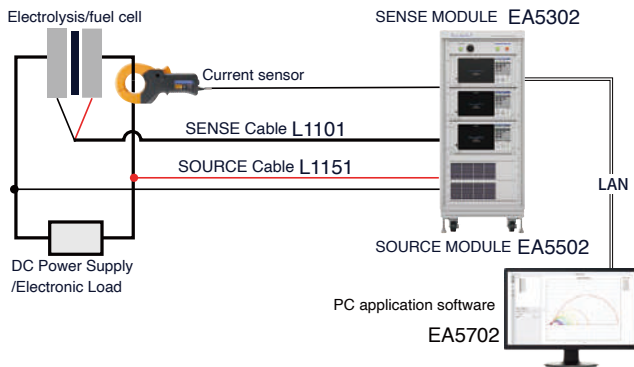 Electrolysis/fuel cell
SENSE MODULE EA5302
Current sensor
SENSE Cable L1101
SOURCE Cable L1151
LAN
SOURCE MODULE EA5502
DC Power Supply
/Electronic Load
PC application software
EA5702